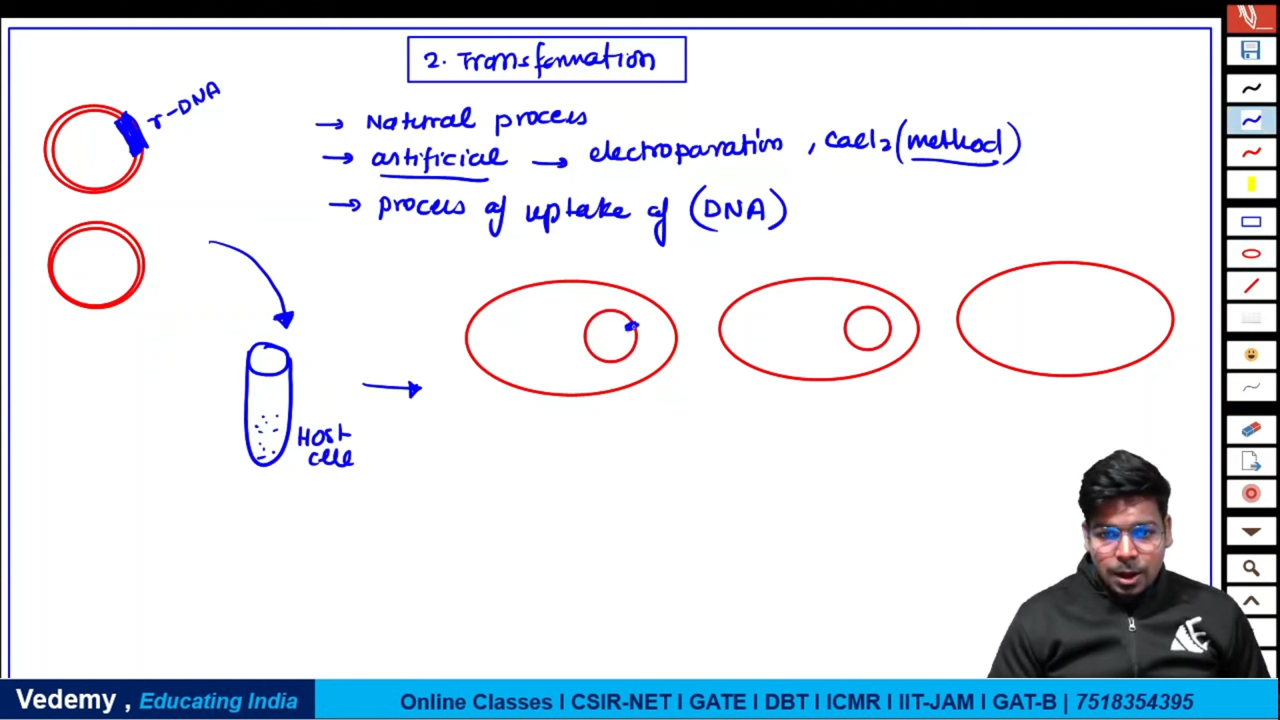 2. Transformation
r-DNA
→ Natural process
→ artificial → electroparation, CaCl2 (method)
→ process of uptake of (DNA)
Host
cell
Vedemy , Educating India
Online Classes I CSIR-NET I GATE I DBT I ICMR I IIT-JAM I GAT-B | 7518354395